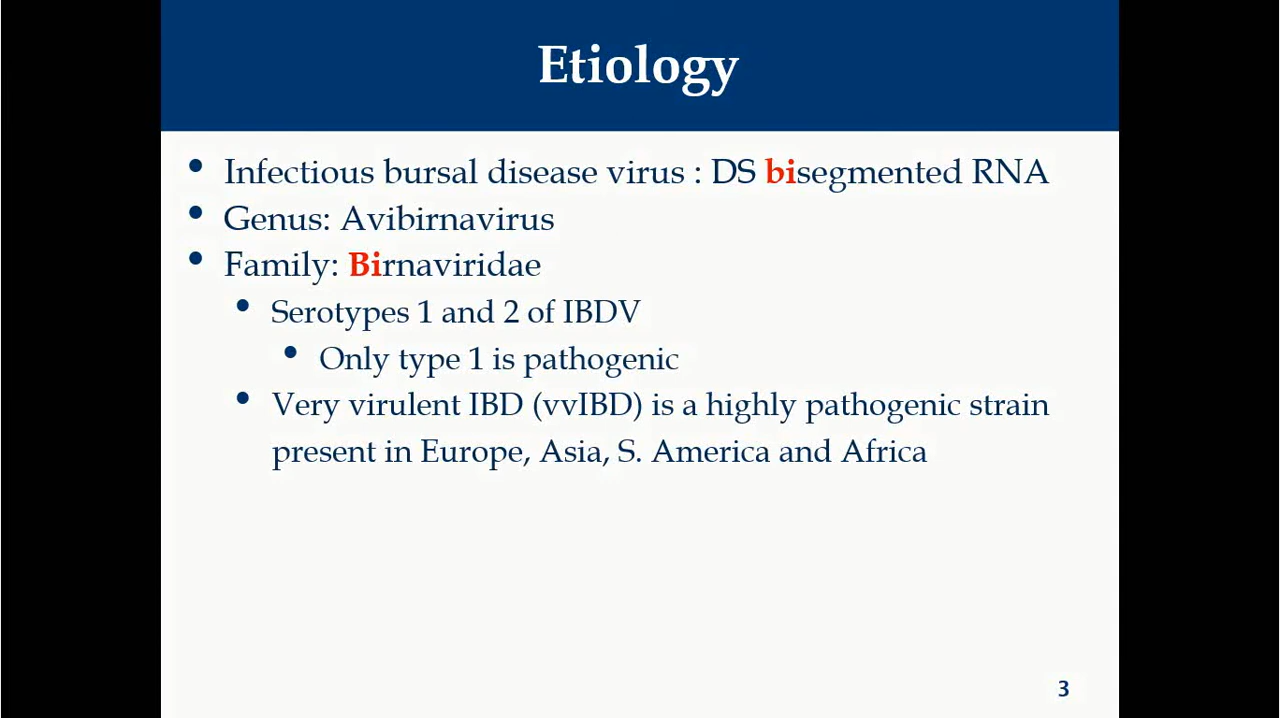 Etiology
• Infectious bursal disease virus : DS bisegmented RNA
• Genus: Avibirnavirus
• Family: Birnaviridae
• Serotypes 1 and 2 of IBDV
• Only type 1 is pathogenic
• Very virulent IBD (vvIBD) is a highly pathogenic strain
present in Europe, Asia, S. America and Africa
3